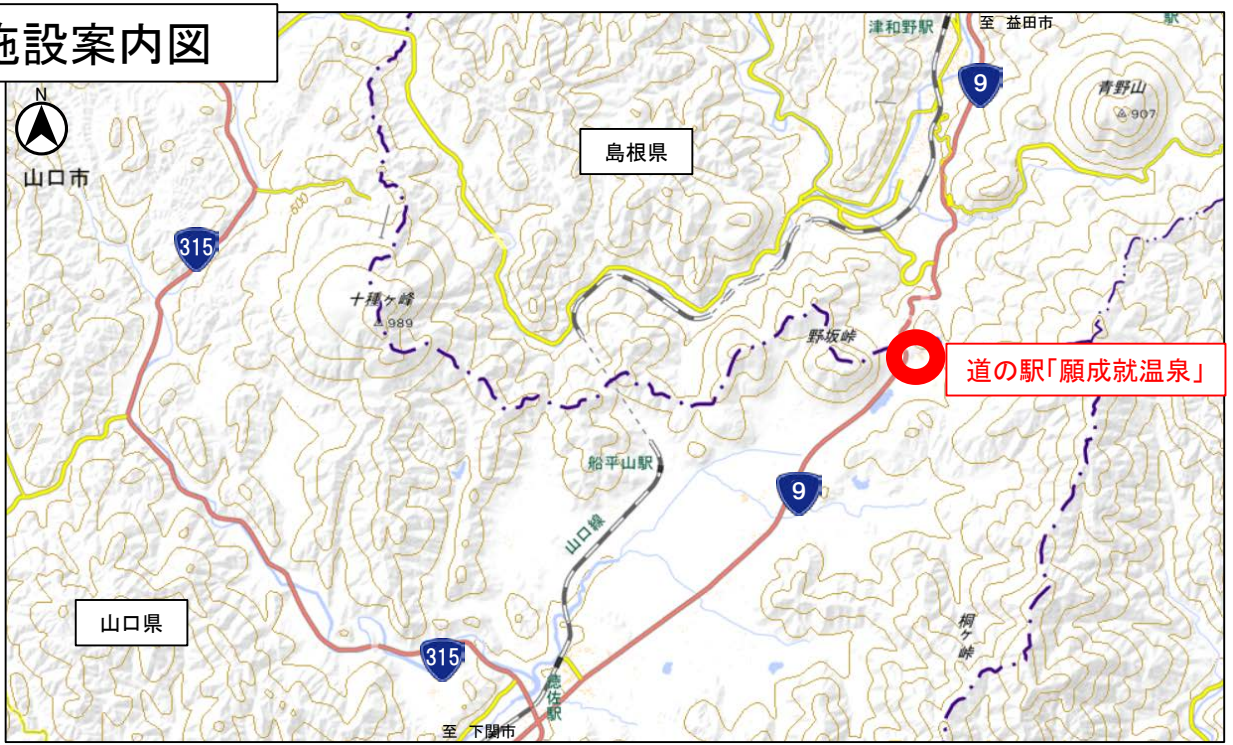 施設案内図
N
山口市
津和野駅
至 益田市
駅
9
青野山
907
島根県
600
315
十種ヶ峰
989
野坂峠
道の駅「願成就温泉」
船平山駅
9
山口線
山口県
桐ヶ峠
315
徳佐駅
至 下関市